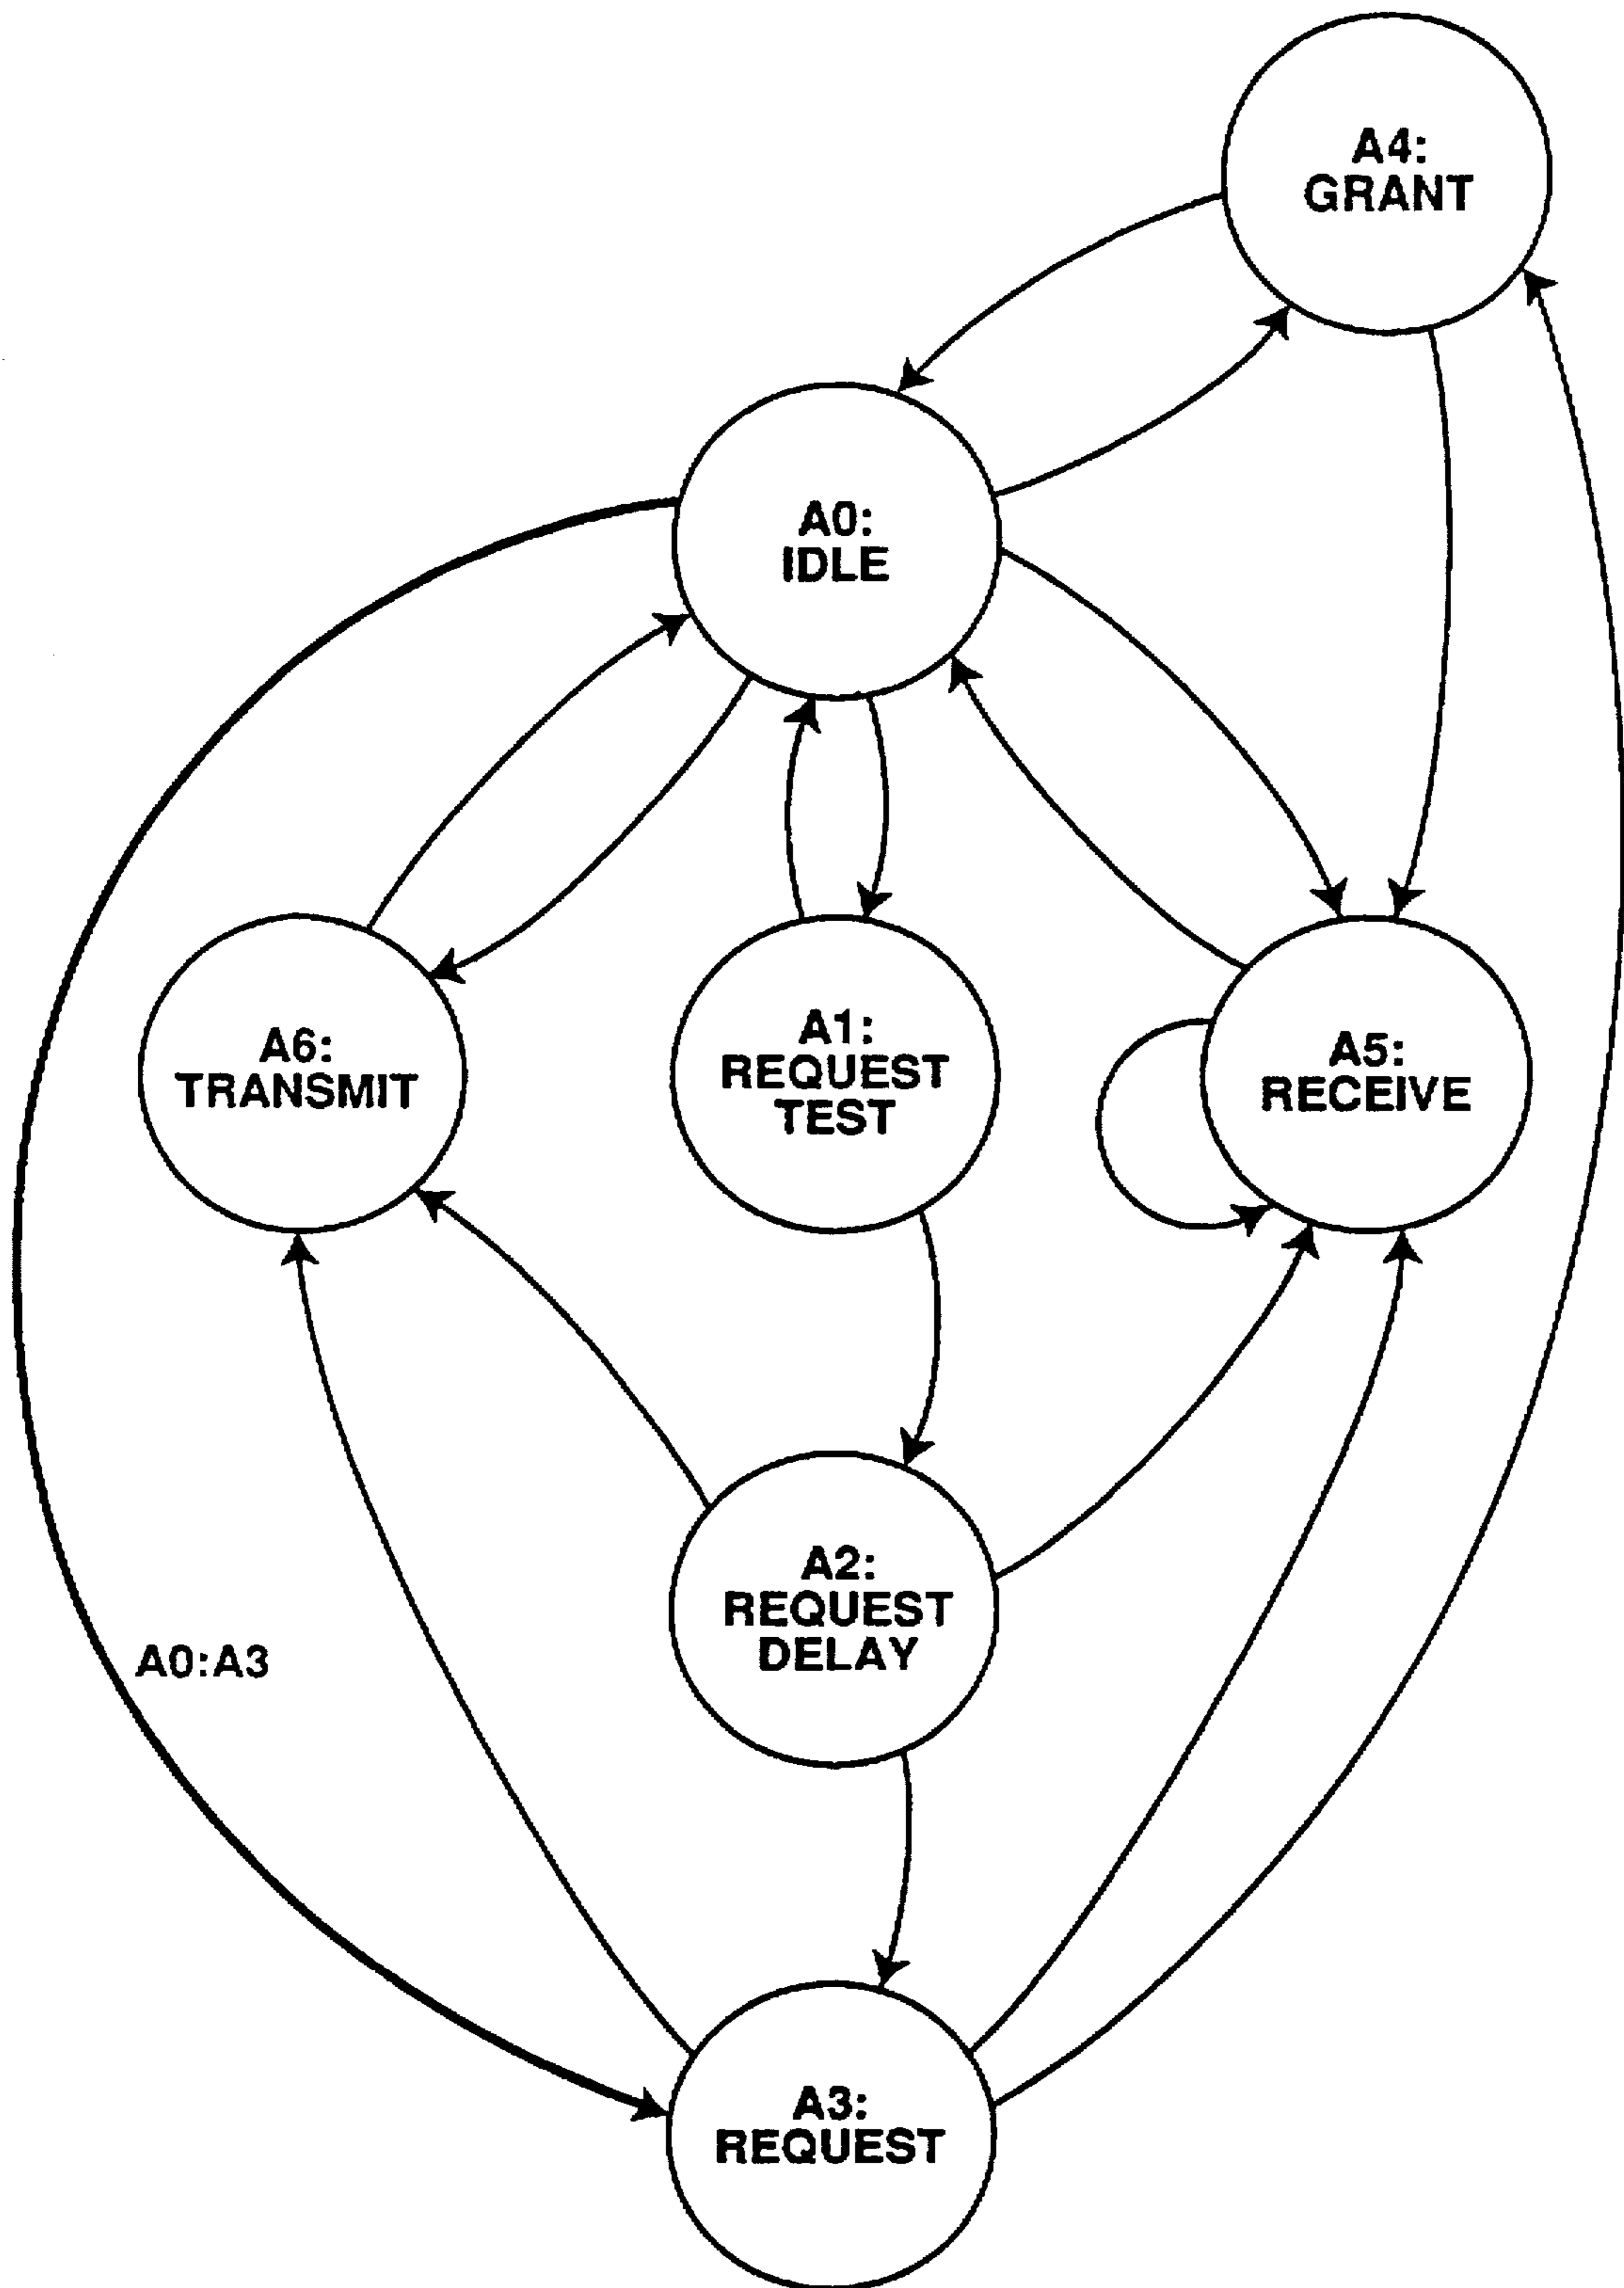 A4:
GRANT
A0:
IDLE
A6:
TRANSMIT
A1:
REQUEST
TEST
A5:
RECEIVE
A2:
REQUEST
DELAY
A0:A3
A3:
REQUEST